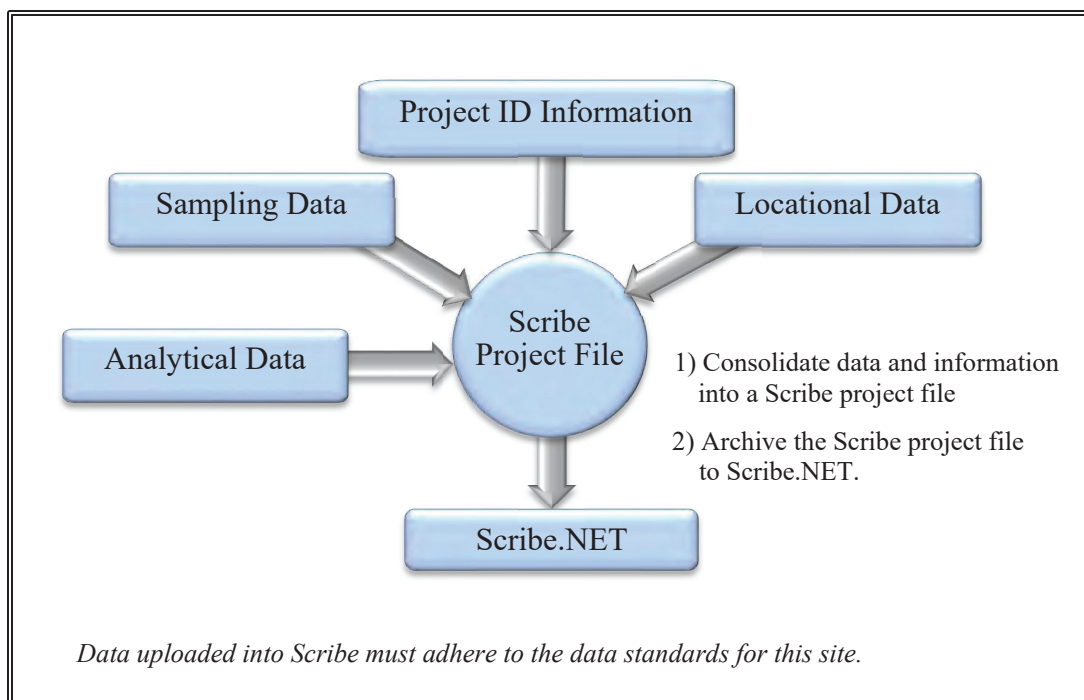 Project ID Information
Sampling Data
Locational Data
Analytical Data
Scribe
Project File
1) Consolidate data and information
into a Scribe project file
2) Archive the Scribe project file
to Scribe.NET.
Scribe.NET
Data uploaded into Scribe must adhere to the data standards for this site.